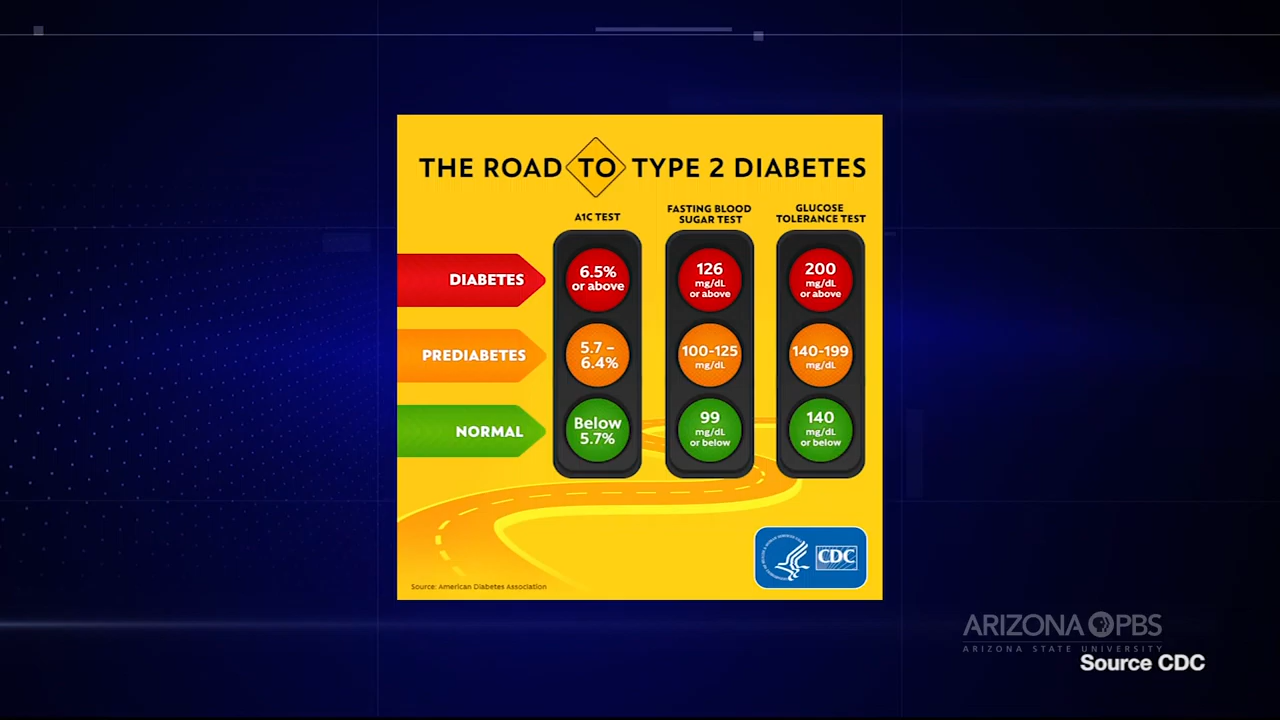 THE ROAD TO TYPE 2 DIABETES
A1C TEST
FASTING BLOOD
SUGAR TEST
GLUCOSE
TOLERANCE TEST
DIABETES
6.5%
or above
126
mg/dL
or above
200
mg/dL
or above
PREDIABETES
5.7 –
6.4%
100-125
mg/dL
140-199
mg/dL
NORMAL
Below
5.7%
99
mg/dL
or below
140
mg/dL
or below
CDC
Source: American Diabetes Association
ARIZONA PBS
ARIZONA STATE UNIVERSITY
Source CDC